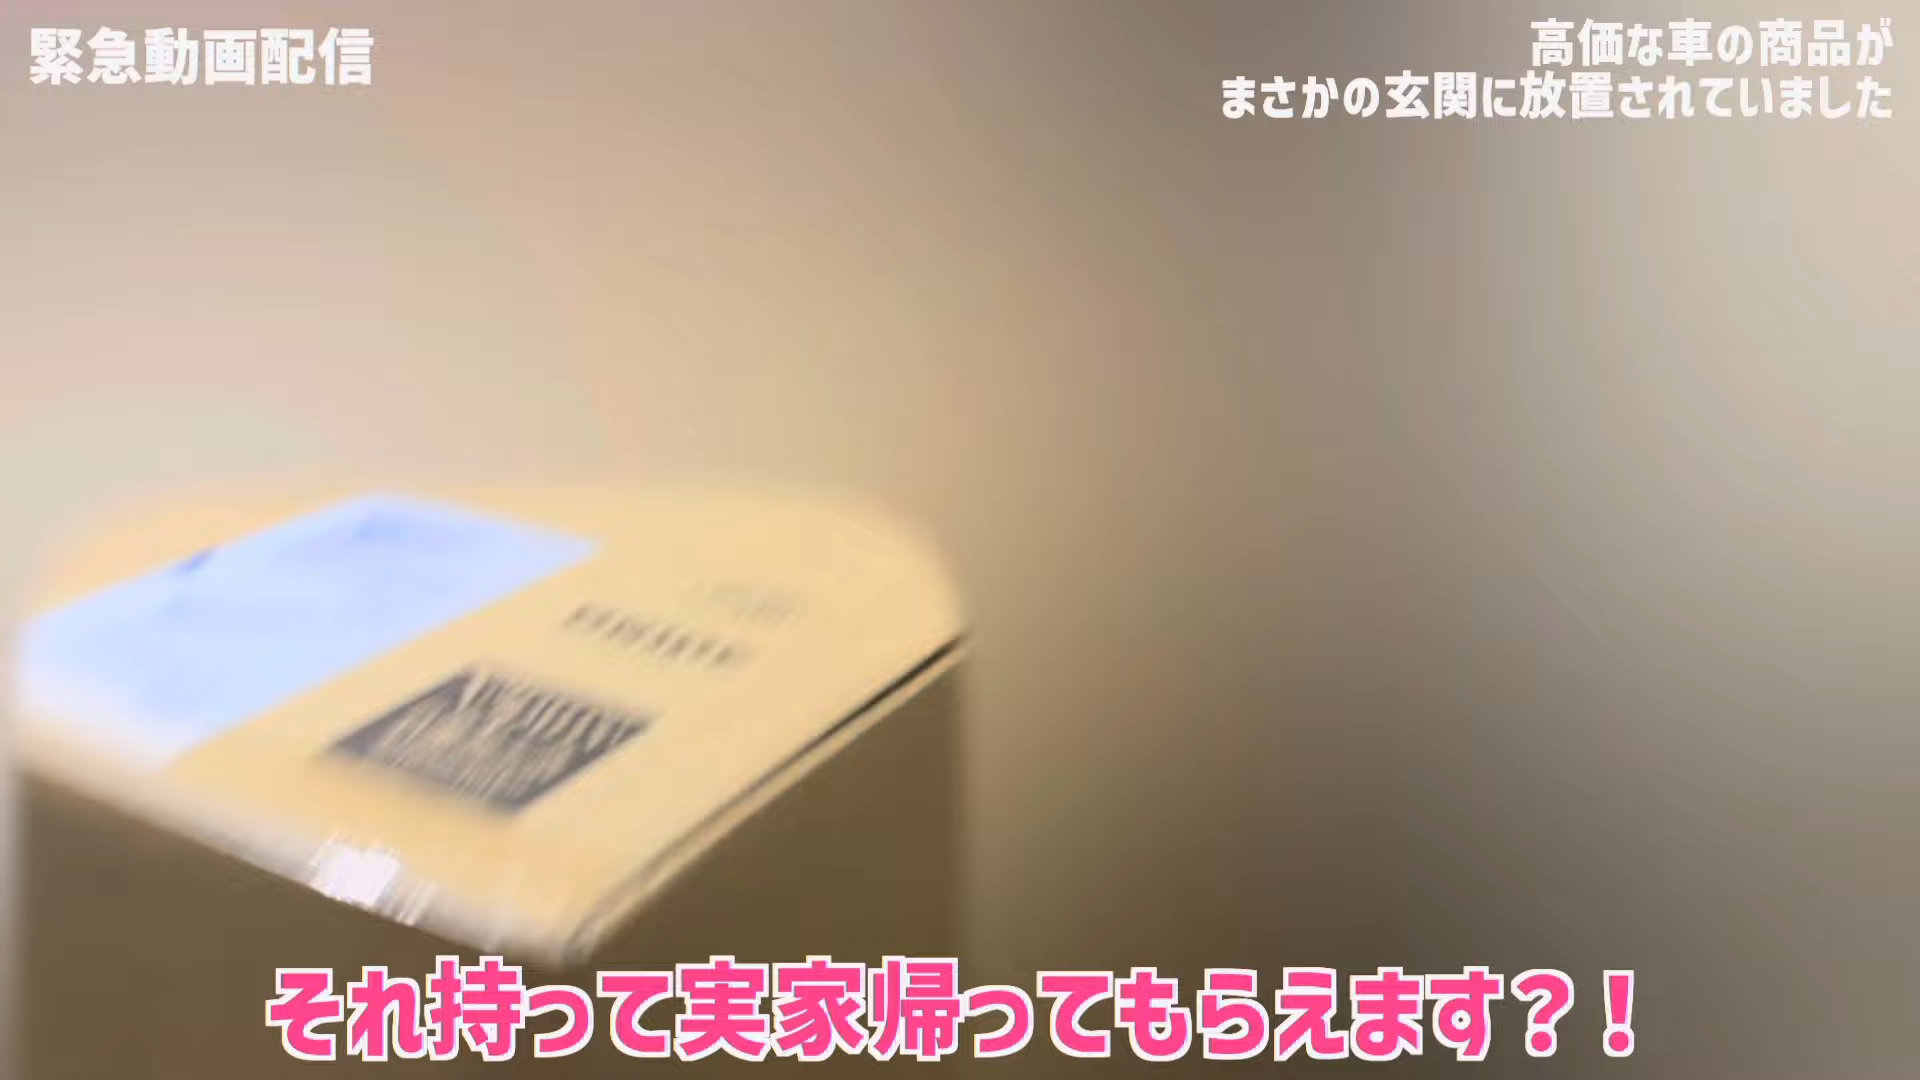 緊急動画配信
高価な車の商品が
まさかの玄関に放置されていました
それ持って実家帰ってもらえます?!